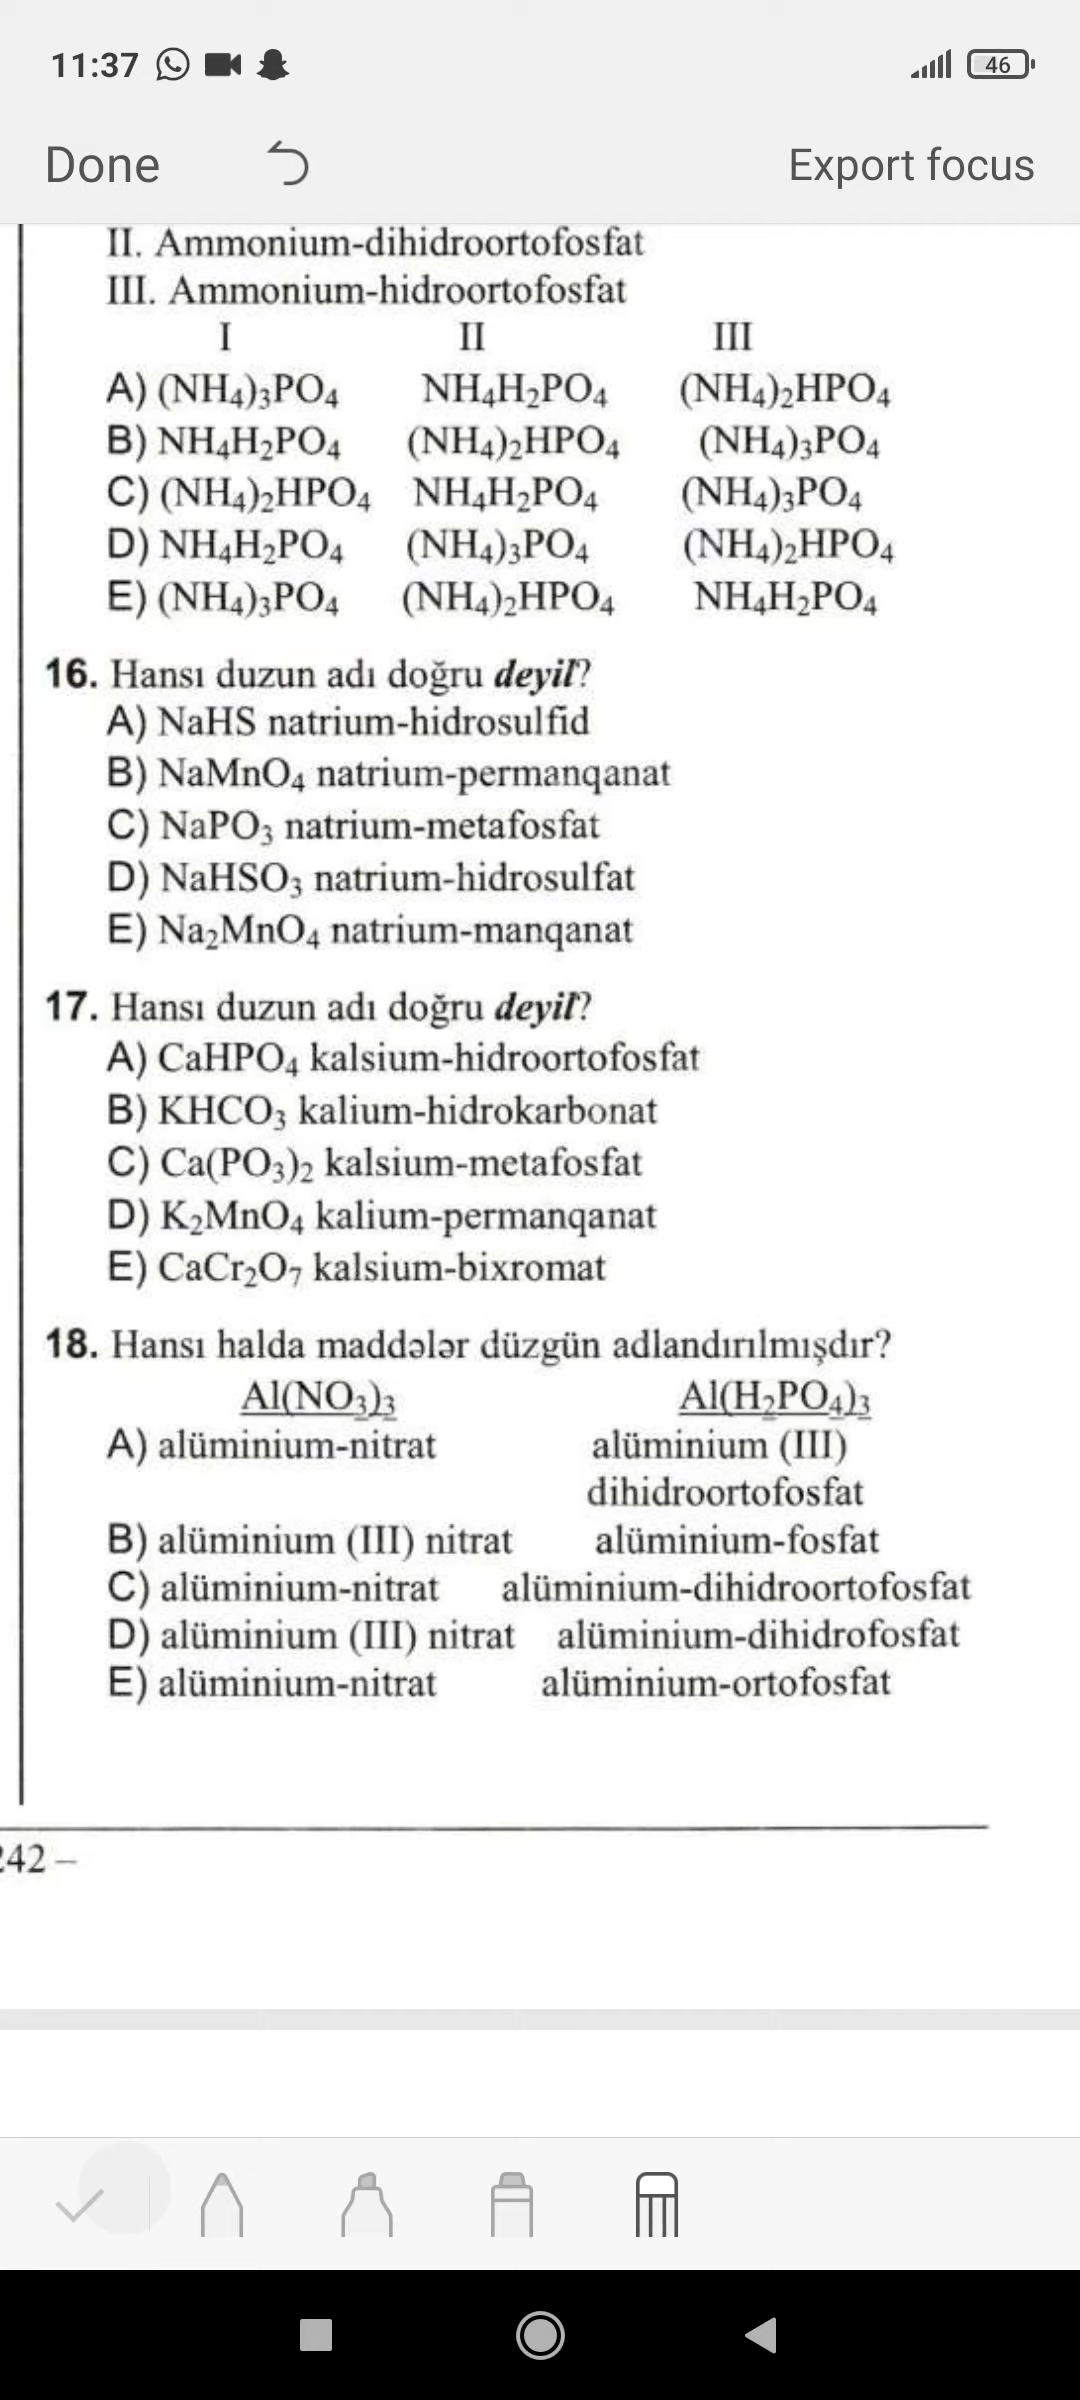 11:37
46
Done
Export focus
II. Ammonium-dihidroortofosfat
III. Ammonium-hidroortofosfat
I II III
A) (NH₄)₃PO₄ NH₄H₂PO₄ (NH₄)₂HPO₄
B) NH₄H₂PO₄ (NH₄)₂HPO₄ (NH₄)₃PO₄
C) (NH₄)₂HPO₄ NH₄H₂PO₄ (NH₄)₃PO₄
D) NH₄H₂PO₄ (NH₄)₃PO₄ (NH₄)₂HPO₄
E) (NH₄)₃PO₄ (NH₄)₂HPO₄ NH₄H₂PO₄
16. Hansı duzun adı doğru deyil?
A) NaHS natrium-hidrosulfid
B) NaMnO₄ natrium-permanqanat
C) NaPO₃ natrium-metafosfat
D) NaHSO₃ natrium-hidrosulfat
E) Na₂MnO₄ natrium-manqanat
17. Hansı duzun adı doğru deyil?
A) CaHPO₄ kalsium-hidroortofosfat
B) KHCO₃ kalium-hidrokarbonat
C) Ca(PO₃)₂ kalsium-metafosfat
D) K₂MnO₄ kalium-permanqanat
E) CaCr₂O₇ kalsium-bixromat
18. Hansı halda maddələr düzgün adlandırılmışdır?
Al(NO₃)₃ Al(H₂PO₄)₃
A) alüminium-nitrat alüminium (III)
dihidroortofosfat
B) alüminium (III) nitrat alüminium-fosfat
C) alüminium-nitrat alüminium-dihidroortofosfat
D) alüminium (III) nitrat alüminium-dihidrofosfat
E) alüminium-nitrat alüminium-ortofosfat
242 –